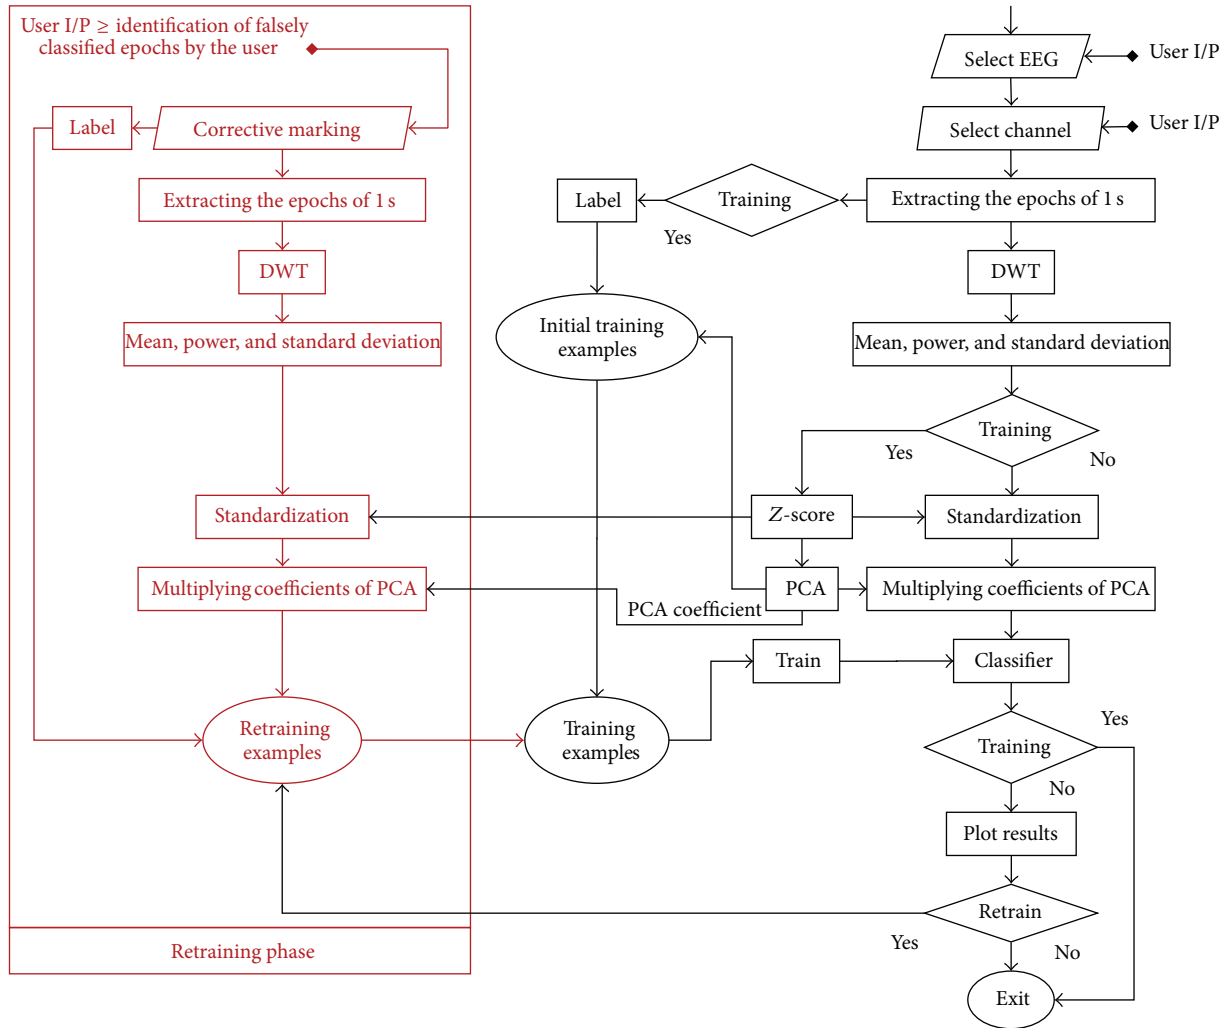 User I/P ≥ identification of falsely
classified epochs by the user
Label
Corrective marking
Extracting the epochs of 1 s
DWT
Mean, power, and standard deviation
Standardization
Multiplying coefficients of PCA
Retraining
examples
Retraining phase
Select EEG
User I/P
Select channel
User I/P
Label
Training
Yes
Extracting the epochs of 1 s
DWT
Initial training
examples
Mean, power, and standard deviation
Training
Yes
No
Z-score
Standardization
PCA
PCA coefficient
Multiplying coefficients of PCA
Train
Classifier
Training
examples
Training
Yes
No
Plot results
Retrain
Yes
No
Exit